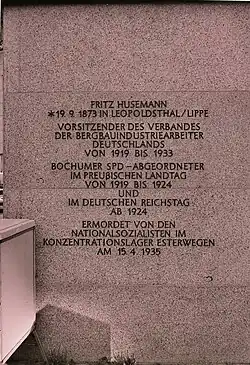 FRITZ HUSEMANN
*19. 9. 1873 IN LEOPOLDSTHAL/LIPPE
VORSITZENDER DES VERBANDES
DER BERGBAUINDUSTRIEARBEITER
DEUTSCHLANDS
VON 1919 BIS 1933
BOCHUMER SPD-ABGEORDNETER
IM PREUßISCHEN LANDTAG
VON 1919 BIS 1924
UND
IM DEUTSCHEN REICHSTAG
AB 1924
ERMORDET VON DEN
NATIONALSOZIALISTEN IM
KONZENTRATIONSLAGER ESTERWEGEN
AM 15. 4. 1935